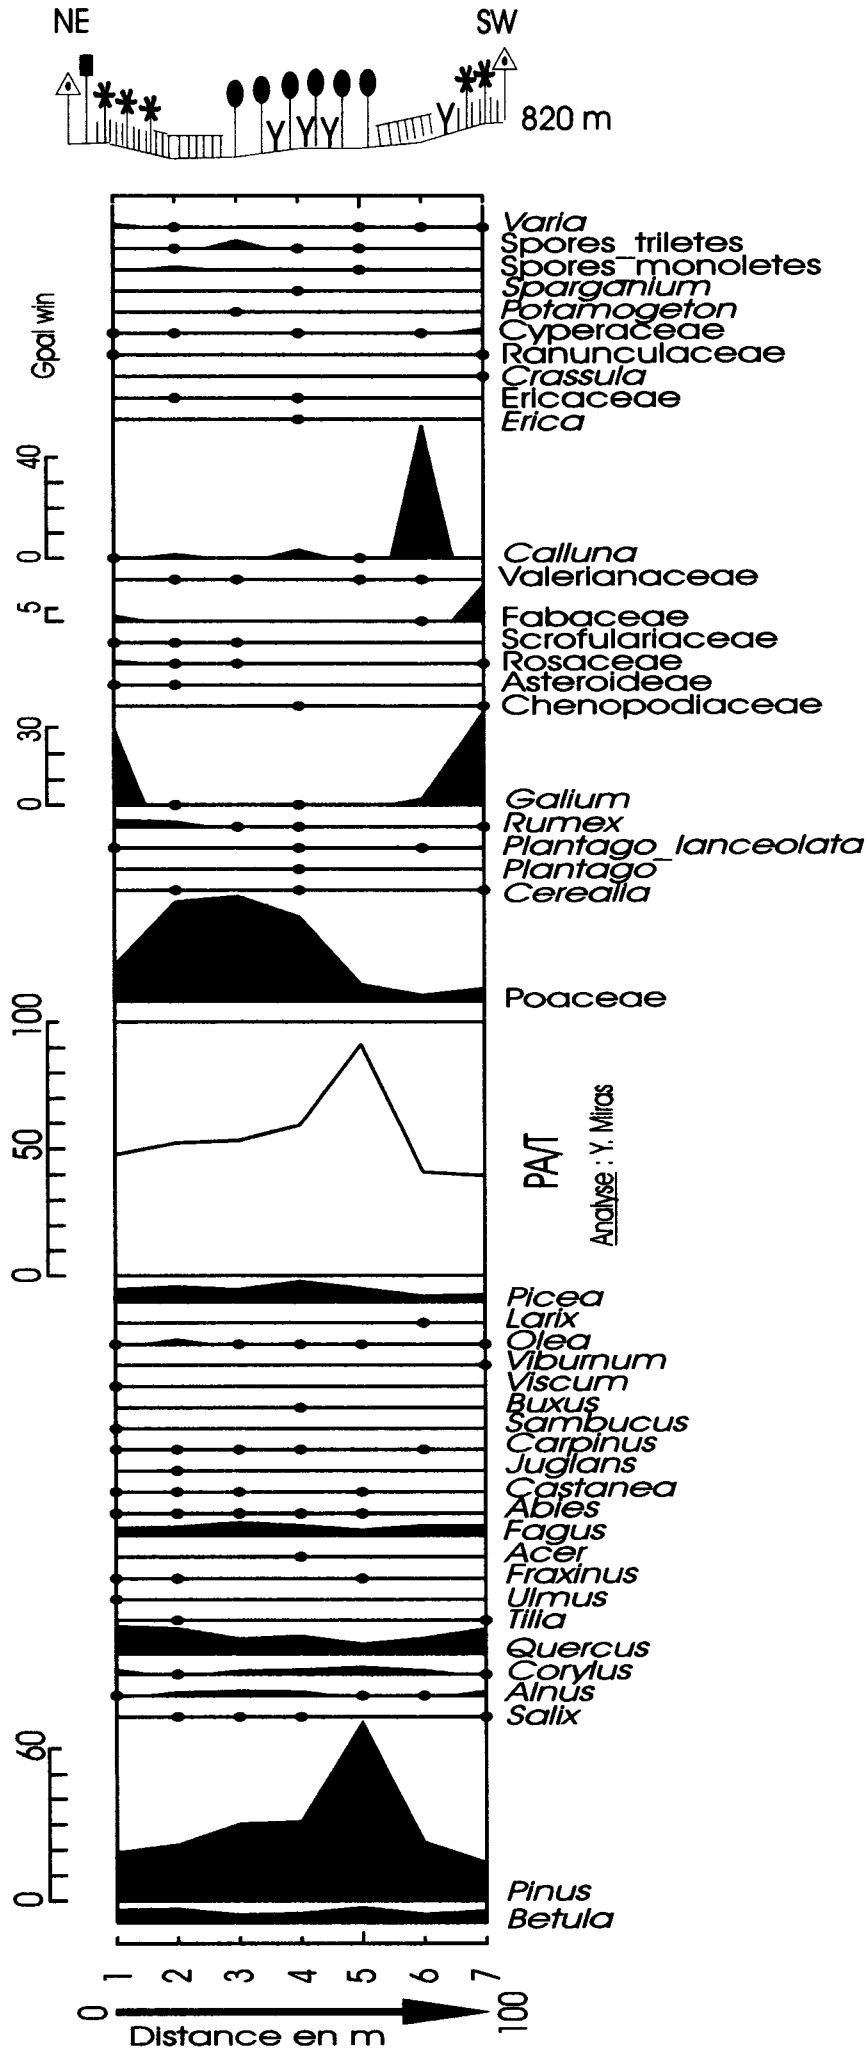 NE
SW
820 m
Gpal win
Varia
Spores_triletes
Spores_monoletes
Sparganium
Potamogeton
Cyperaceae
Ranunculaceae
Crassula
Ericaceae
Erica
40
0
Calluna
Valerianaceae
5
Fabaceae
Scrofulariaceae
Rosaceae
Asteroideae
Chenopodiaceae
30
0
Galium
Rumex
Plantago_lanceolata
Plantago
Cerealia
Poaceae
100
50
0
PA/T
Analyse : Y. Miras
Picea
Larix
Olea
Viburnum
Viscum
Buxus
Sambucus
Carpinus
Juglans
Castanea
Abies
Fagus
Acer
Fraxinus
Ulmus
Tilia
Quercus
Corylus
Alnus
Salix
60
0
Pinus
Betula
1 2 3 4 5 6 7
0 100
Distance en m